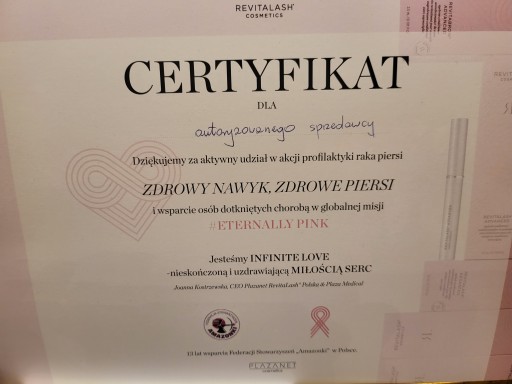 REVITALASH®
COSMETICS
CERTYFIKAT
DLA
autoryzowanego sprzedawcy
Dziękujemy za aktywny udział w akcji profilaktyki raka piersi
ZDROWY NAWYK, ZDROWE PIERSI
i wsparcie osób dotkniętych chorobą w globalnej misji
#ETERNALLY PINK
Jesteśmy INFINITE LOVE
-nieskończoną i uzdrawiającą MIŁOŚCIĄ SERC
Joanna Kostrzewska, CEO Plazanet RevitaLash® Polska & Plaza Medica
AMAZONKI
13 lat wsparcia Federacji Stowarzyszeń „Amazonki" w Polsce.
PLAZANET